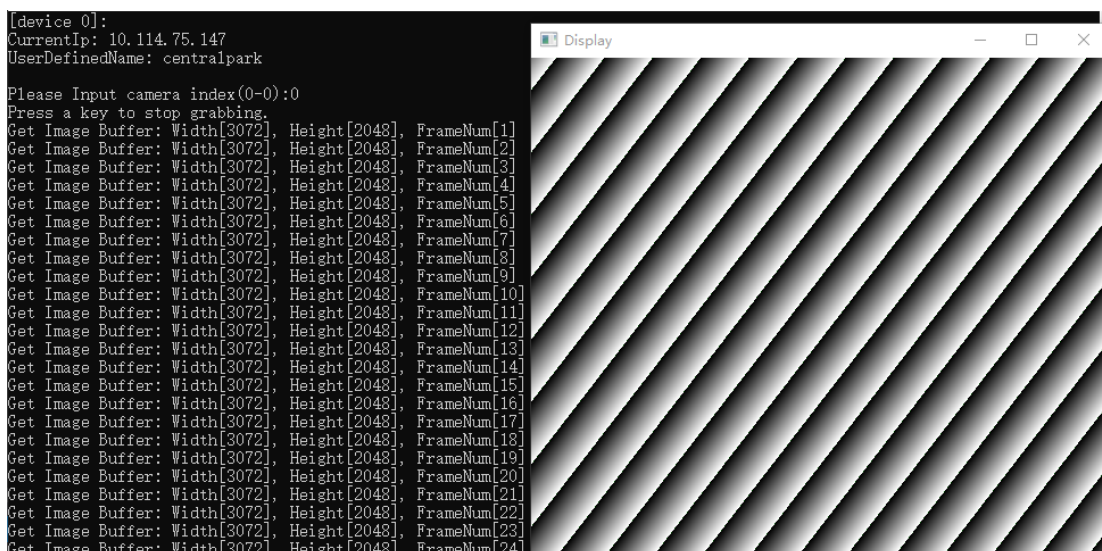 [device 0]:
CurrentIp: 10.114.75.147
UserDefinedName: centralpark
Please Input camera index(0-0):0
Press a key to stop grabbing.
Get Image Buffer: Width[3072], Height[2048], FrameNum[1]
Get Image Buffer: Width[3072], Height[2048], FrameNum[2]
Get Image Buffer: Width[3072], Height[2048], FrameNum[3]
Get Image Buffer: Width[3072], Height[2048], FrameNum[4]
Get Image Buffer: Width[3072], Height[2048], FrameNum[5]
Get Image Buffer: Width[3072], Height[2048], FrameNum[6]
Get Image Buffer: Width[3072], Height[2048], FrameNum[7]
Get Image Buffer: Width[3072], Height[2048], FrameNum[8]
Get Image Buffer: Width[3072], Height[2048], FrameNum[9]
Get Image Buffer: Width[3072], Height[2048], FrameNum[10]
Get Image Buffer: Width[3072], Height[2048], FrameNum[11]
Get Image Buffer: Width[3072], Height[2048], FrameNum[12]
Get Image Buffer: Width[3072], Height[2048], FrameNum[13]
Get Image Buffer: Width[3072], Height[2048], FrameNum[14]
Get Image Buffer: Width[3072], Height[2048], FrameNum[15]
Get Image Buffer: Width[3072], Height[2048], FrameNum[16]
Get Image Buffer: Width[3072], Height[2048], FrameNum[17]
Get Image Buffer: Width[3072], Height[2048], FrameNum[18]
Get Image Buffer: Width[3072], Height[2048], FrameNum[19]
Get Image Buffer: Width[3072], Height[2048], FrameNum[20]
Get Image Buffer: Width[3072], Height[2048], FrameNum[21]
Get Image Buffer: Width[3072], Height[2048], FrameNum[22]
Get Image Buffer: Width[3072], Height[2048], FrameNum[23]
Get Image Buffer: Width[3072], Height[2048], FrameNum[24]
Display